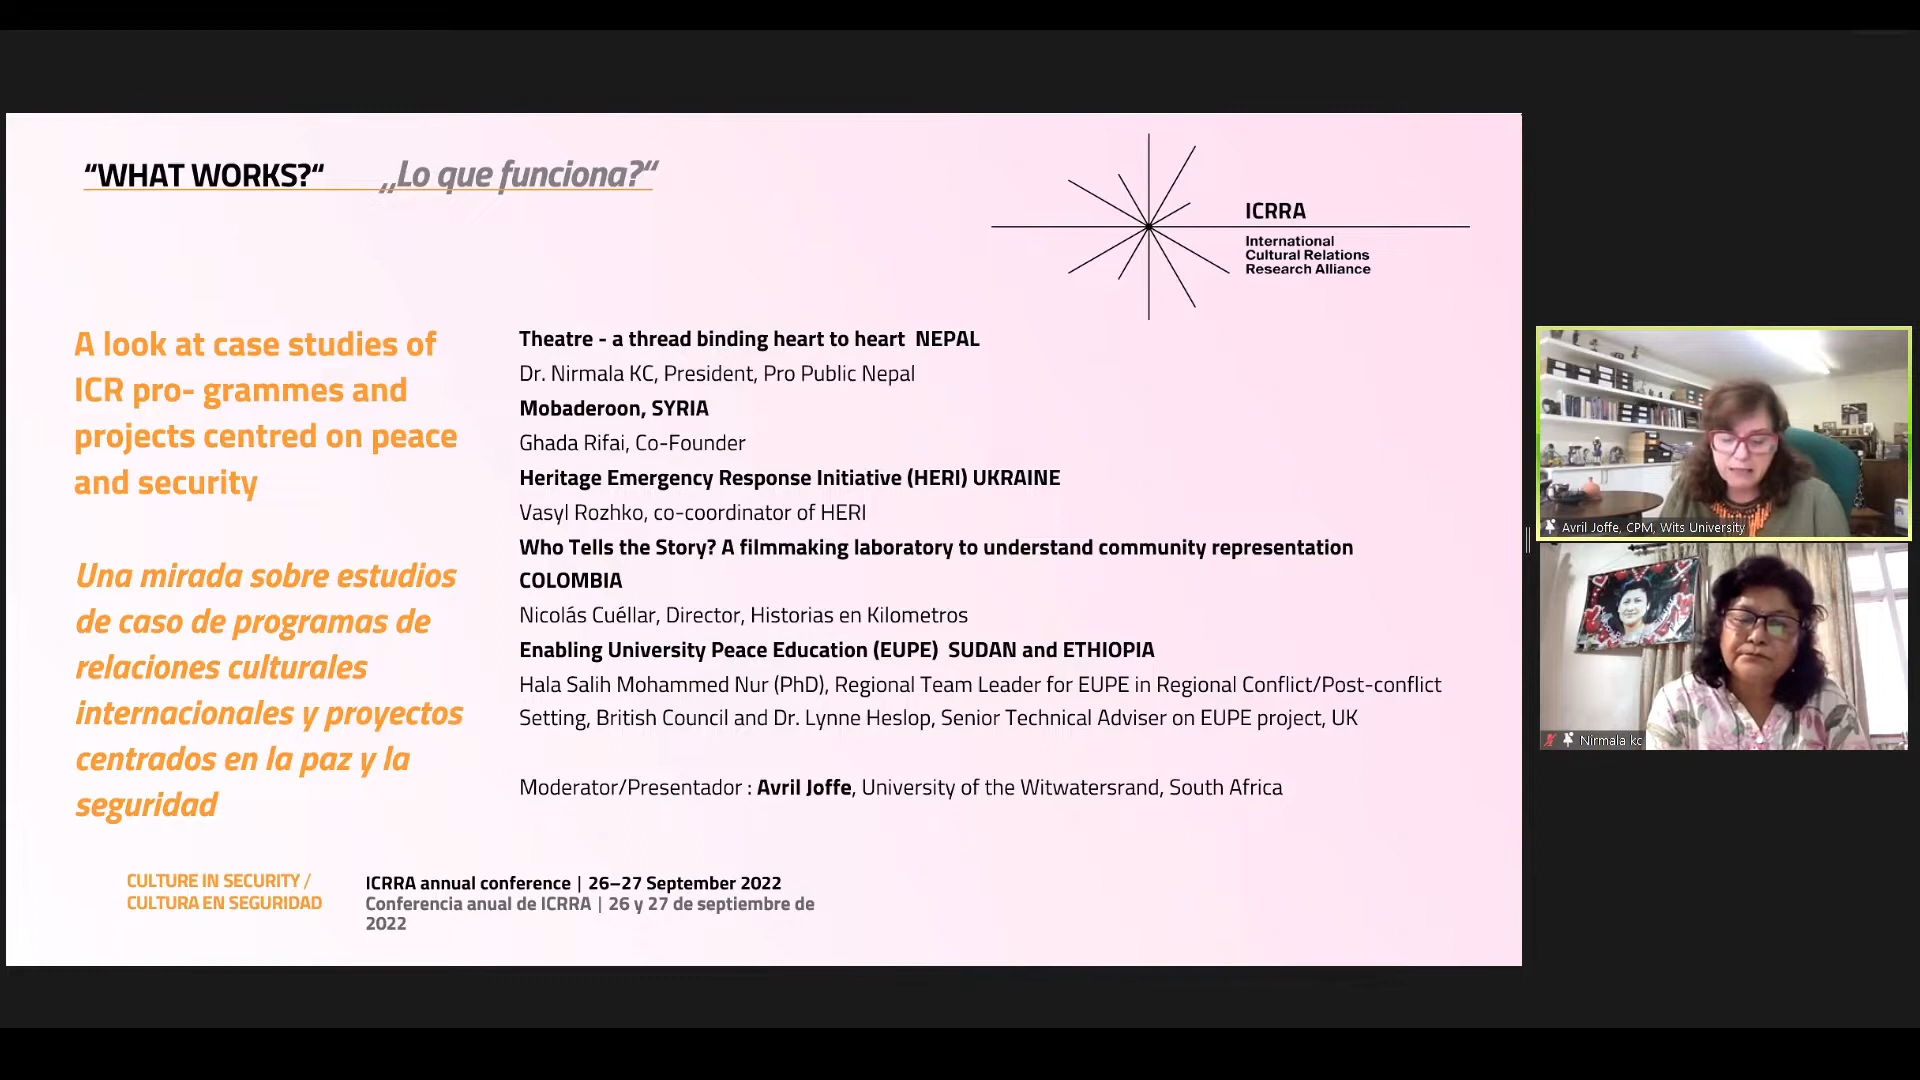 “WHAT WORKS?“ „Lo que funciona?“
ICRRA
International
Cultural Relations
Research Alliance
A look at case studies of
ICR pro- grammes and
projects centred on peace
and security
Una mirada sobre estudios
de caso de programas de
relaciones culturales
internacionales y proyectos
centrados en la paz y la
seguridad
Theatre - a thread binding heart to heart NEPAL
Dr. Nirmala KC, President, Pro Public Nepal
Mobaderoon, SYRIA
Ghada Rifai, Co-Founder
Heritage Emergency Response Initiative (HERI) UKRAINE
Vasyl Rozhko, co-coordinator of HERI
Who Tells the Story? A filmmaking laboratory to understand community representation
COLOMBIA
Nicolás Cuéllar, Director, Historias en Kilometros
Enabling University Peace Education (EUPE) SUDAN and ETHIOPIA
Hala Salih Mohammed Nur (PhD), Regional Team Leader for EUPE in Regional Conflict/Post-conflict
Setting, British Council and Dr. Lynne Heslop, Senior Technical Adviser on EUPE project, UK
Moderator/Presentador : Avril Joffe, University of the Witwatersrand, South Africa
CULTURE IN SECURITY /
CULTURA EN SEGURIDAD
ICRRA annual conference | 26–27 September 2022
Conferencia anual de ICRRA | 26 y 27 de septiembre de
2022
Avril Joffe, CPM, Wits University
Nirmala kc